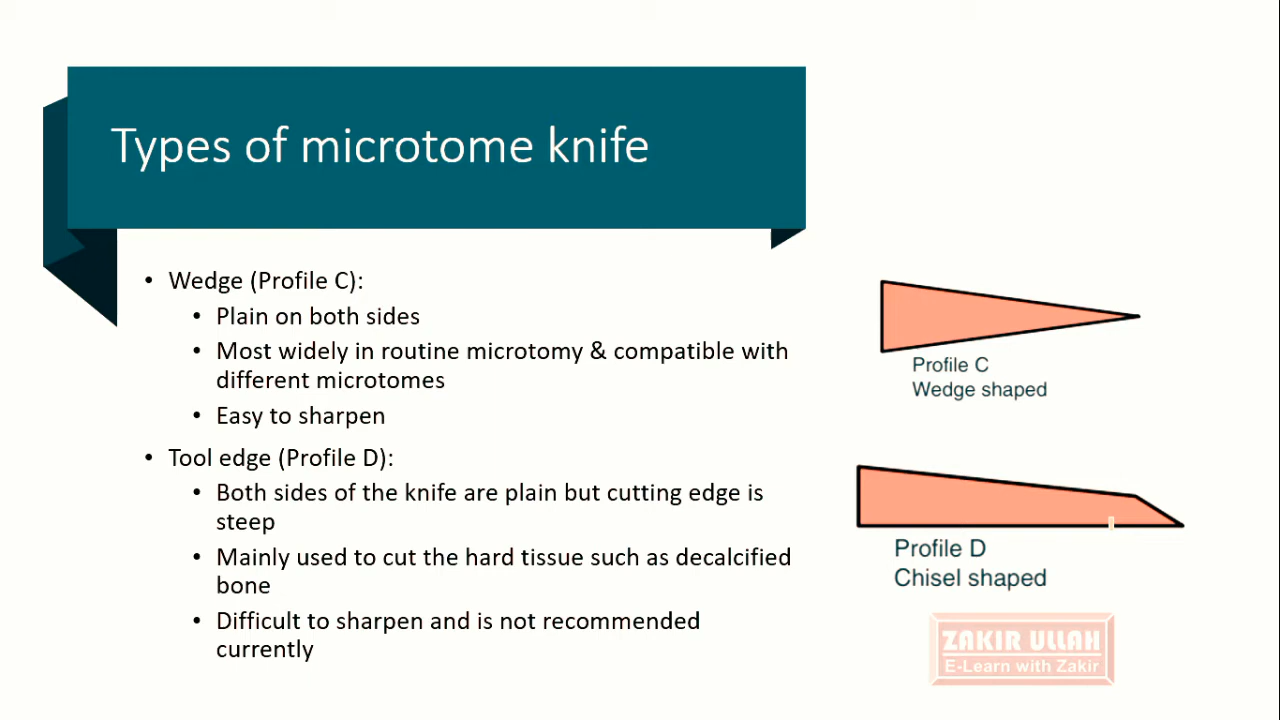 Types of microtome knife
• Wedge (Profile C):
• Plain on both sides
• Most widely in routine microtomy & compatible with
different microtomes
• Easy to sharpen
• Tool edge (Profile D):
• Both sides of the knife are plain but cutting edge is
steep
• Mainly used to cut the hard tissue such as decalcified
bone
• Difficult to sharpen and is not recommended
currently
Profile C
Wedge shaped
Profile D
Chisel shaped
ZAKIR ULLAH
E-Learn with Zakir